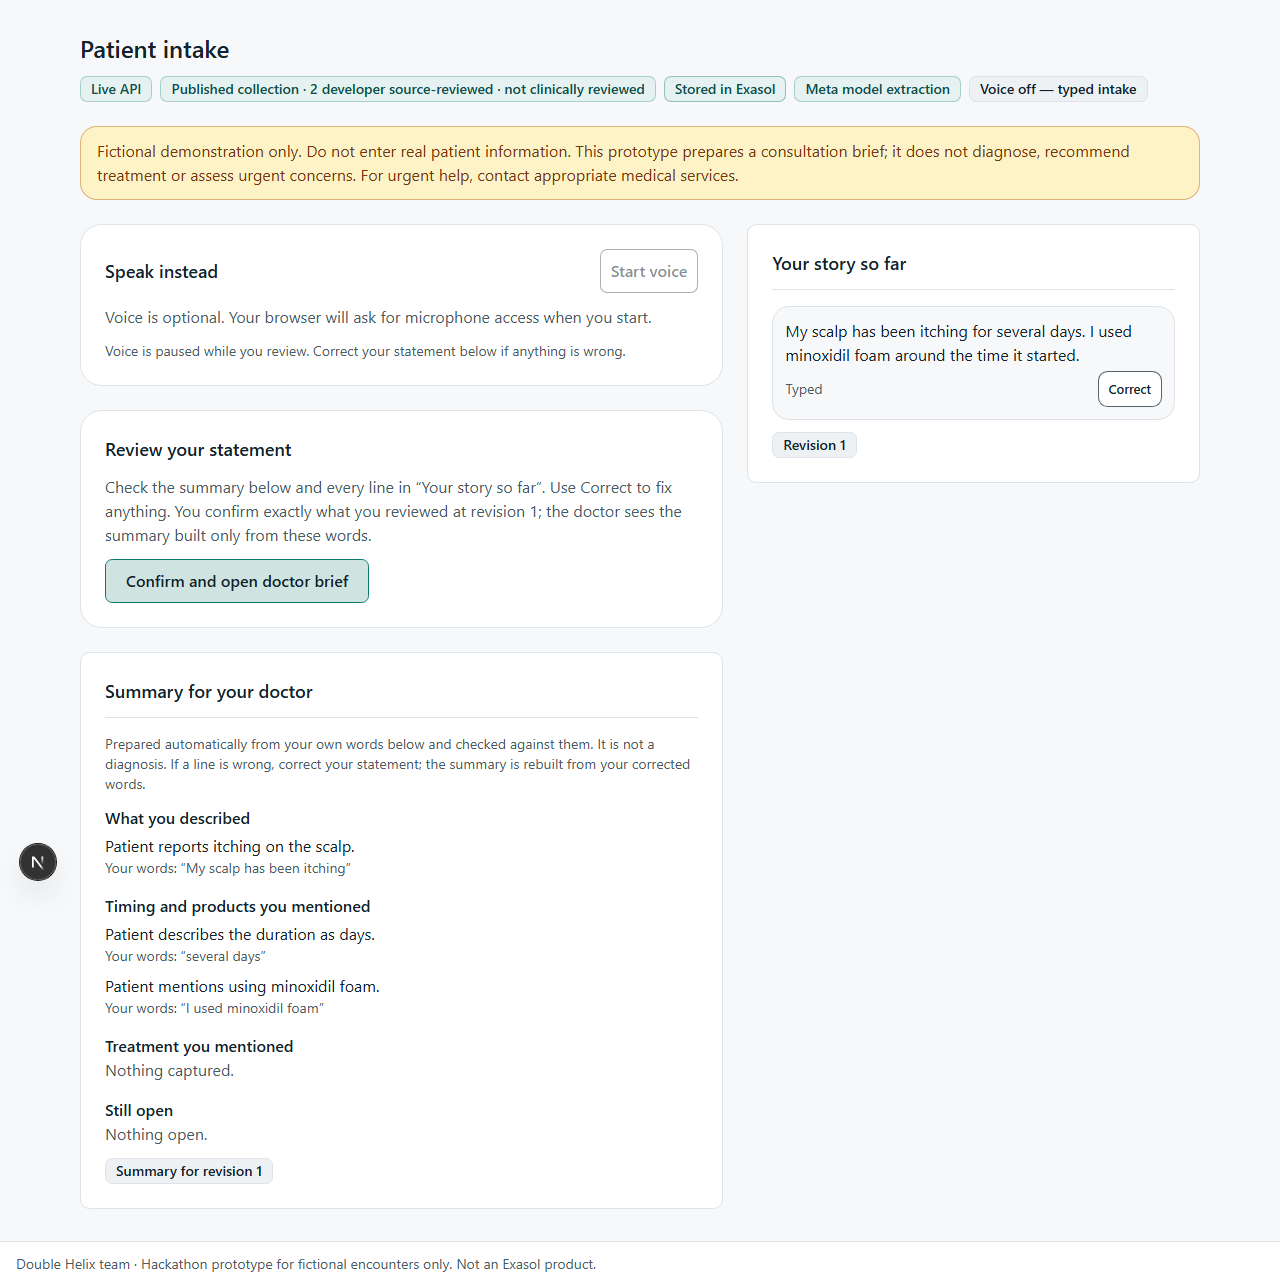 Patient intake
Live API
Published collection · 2 developer source-reviewed · not clinically reviewed
Stored in Exasol
Meta model extraction
Voice off — typed intake
Fictional demonstration only. Do not enter real patient information. This prototype prepares a consultation brief; it does not diagnose, recommend
treatment or assess urgent concerns. For urgent help, contact appropriate medical services.
Speak instead
Start voice
Voice is optional. Your browser will ask for microphone access when you start.
Voice is paused while you review. Correct your statement below if anything is wrong.
Review your statement
Check the summary below and every line in “Your story so far”. Use Correct to fix
anything. You confirm exactly what you reviewed at revision 1; the doctor sees the
summary built only from these words.
Confirm and open doctor brief
Summary for your doctor
Prepared automatically from your own words below and checked against them. It is not a
diagnosis. If a line is wrong, correct your statement; the summary is rebuilt from your corrected
words.
What you described
Patient reports itching on the scalp.
Your words: “My scalp has been itching”
Timing and products you mentioned
Patient describes the duration as days.
Your words: “several days”
Patient mentions using minoxidil foam.
Your words: “I used minoxidil foam”
Treatment you mentioned
Nothing captured.
Still open
Nothing open.
Summary for revision 1
Your story so far
My scalp has been itching for several days. I used
minoxidil foam around the time it started.
Typed
Correct
Revision 1
N
Double Helix team · Hackathon prototype for fictional encounters only. Not an Exasol product.